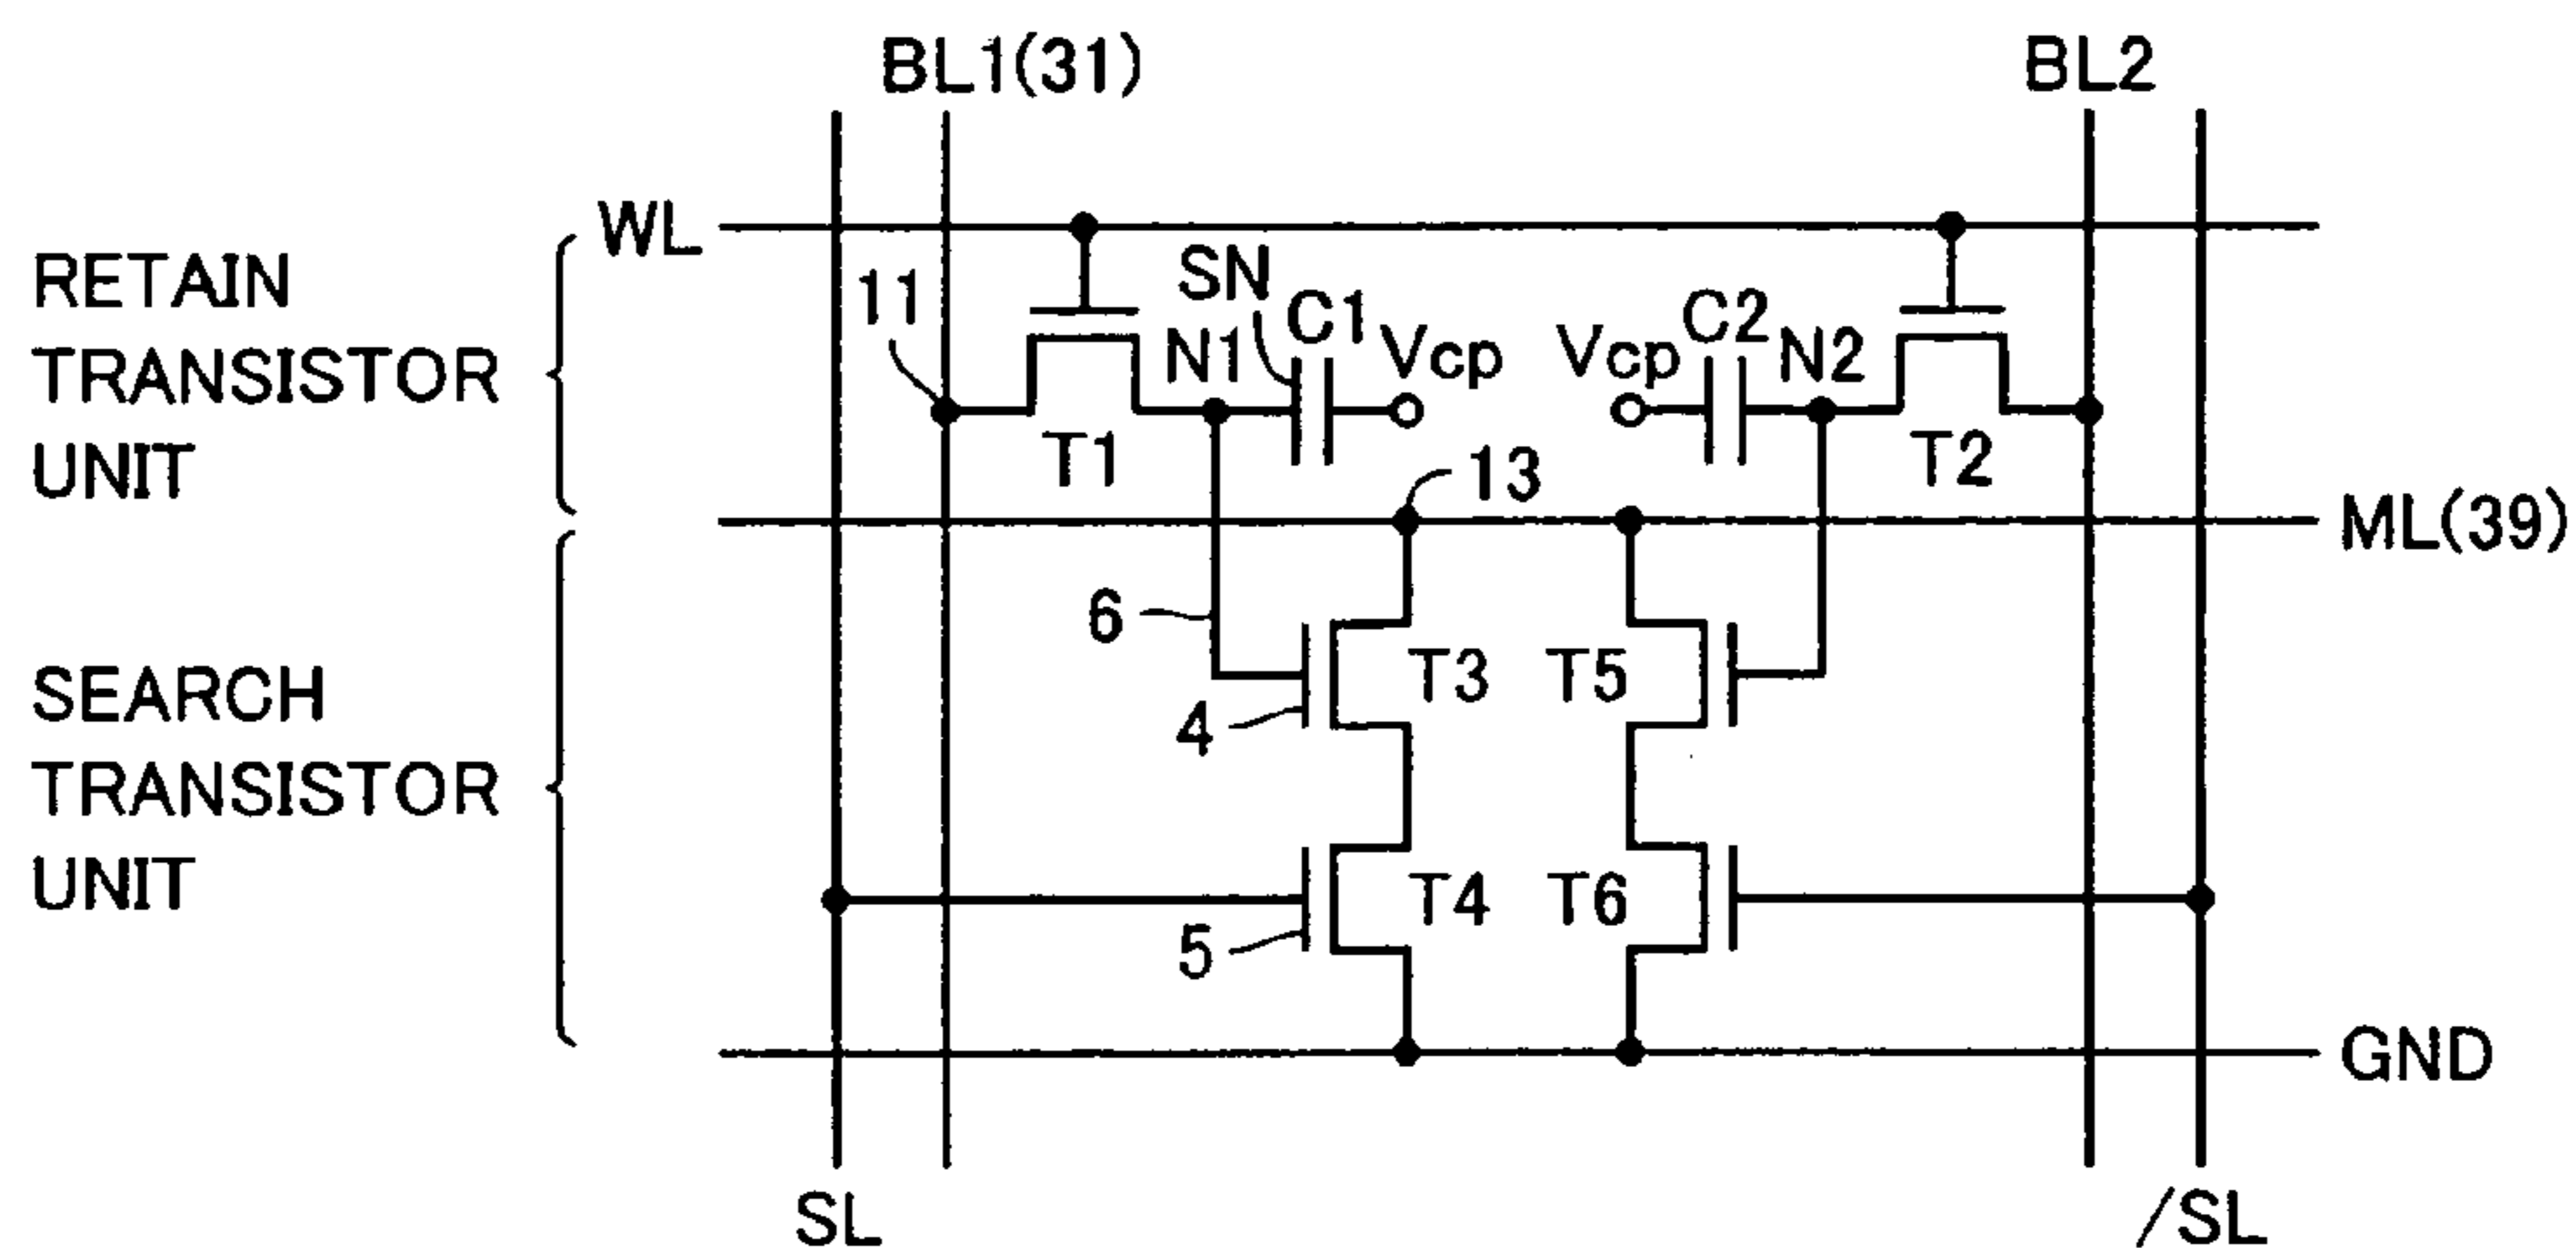 BL1(31)
BL2
WL
RETAIN
TRANSISTOR
UNIT
11
SN
C1
Vcp
Vcp
C2
N1
N2
T1
T2
13
ML(39)
6
SEARCH
TRANSISTOR
UNIT
4
T3
T5
5
T4
T6
GND
SL
/SL